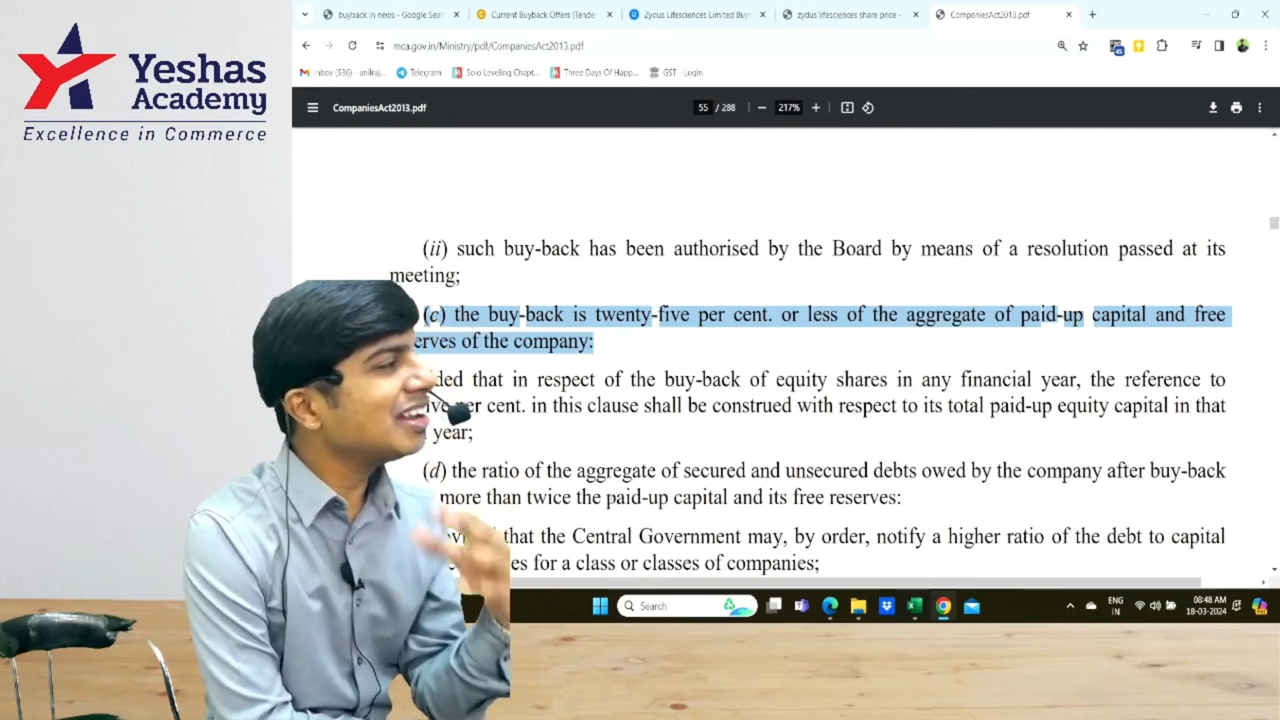 Yeshas
Academy
Excellence in Commerce
buyback in news - Google Sear
Current Buyback Offers (Tende
Zydus Lifesciences Limited Buy
zydus lifesciences share price -
CompaniesAct2013.pdf
mca.gov.in/Ministry/pdf/CompaniesAct2013.pdf
45
Inbox (636) - anilraj...
Telegram
Solo Leveling Chapt...
Three Days Of Happ...
GST - Login
CompaniesAct2013.pdf
55 / 288
217%
(ii) such buy-back has been authorised by the Board by means of a resolution passed at its
meeting;
(c) the buy-back is twenty-five per cent. or less of the aggregate of paid-up capital and free
erves of the company:
ded that in respect of the buy-back of equity shares in any financial year, the reference to
ive per cent. in this clause shall be construed with respect to its total paid-up equity capital in that
year;
(d) the ratio of the aggregate of secured and unsecured debts owed by the company after buy-back
more than twice the paid-up capital and its free reserves:
that the Central Government may, by order, notify a higher ratio of the debt to capital
es for a class or classes of companies;
Search
ENG
IN
08:48 AM
18-03-2024